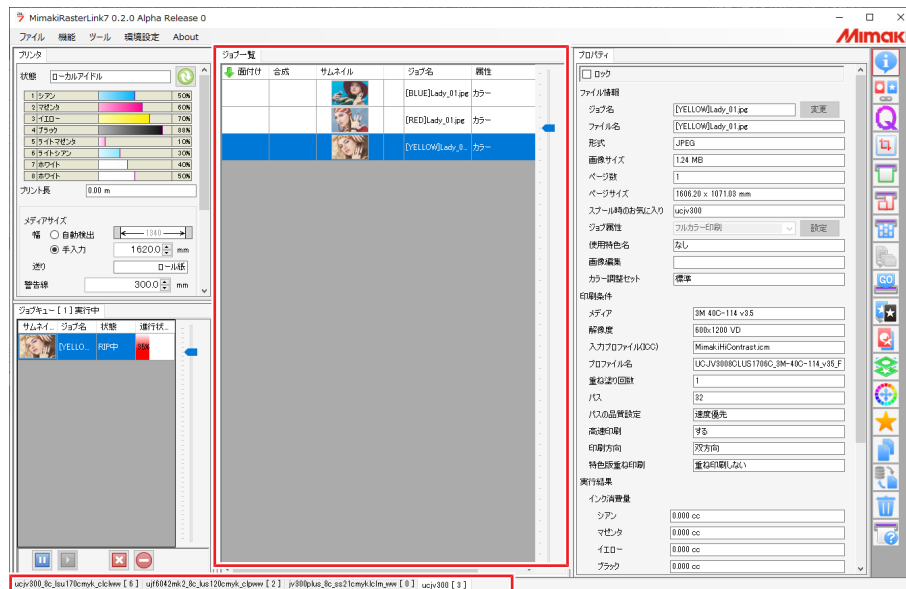 MimakiRasterLink7 0.2.0 Alpha Release 0
ファイル 機能 ツール 環境設定 About
Mimaki
プリンタ
状態 ローカルアイドル
1 シアン 50%
2 マゼンタ 60%
3 イエロー 70%
4 ブラック 88%
5 ライトマゼンタ 10%
6 ライトシアン 30%
7 ホワイト 40%
8 ホワイト 50%
プリント長 0.00 m
メディアサイズ
幅 自動検出 1340
手入力 1620.0 mm
送り ロール紙
警告線 300.0 mm
ジョブキュー [ 1 ] 実行中
サムネイ... ジョブ名 状態 進行状...
[YELLO... RIP中 35%
ジョブ一覧
面付け 合成 サムネイル ジョブ名 属性
[BLUE]Lady_01.jpe カラー
[RED]Lady_01.jpe カラー
[YELLOW]Lady_0... カラー
プロパティ
ロック
ファイル情報
ジョブ名 [YELLOW]Lady_01.jpe 変更
ファイル名 [YELLOW]Lady_01.jpe
形式 JPEG
画像サイズ 1.24 MB
ページ数 1
ページサイズ 1606.20 x 1071.03 mm
スプール時のお気に入り ucjv300
ジョブ属性 フルカラー印刷 設定
使用特色名 なし
画像編集
カラー調整セット 標準
印刷条件
メディア 3M 40C-114 v3.5
解像度 600x1200 VD
入力プロファイル(ICC) MimakiHiContrast.icm
プロファイル名 UCJV3008CLUS1706C_3M-40C-114_v35_F
重ね塗り回数 1
パス 32
パスの品質設定 速度優先
高速印刷 する
印刷方向 双方向
特色版重ね印刷 重ね印刷しない
実行結果
インク消費量
シアン 0.000 cc
マゼンタ 0.000 cc
イエロー 0.000 cc
ブラック 0.000 cc
GO
ucjv300_8c_lsu170cmyk_clclww [ 6 ] ujf6042mk2_8c_lus120cmyk_clpww [ 2 ] jv300plus_8c_ss21cmyklclm_ww [ 0 ] ucjv300 [ 3 ]